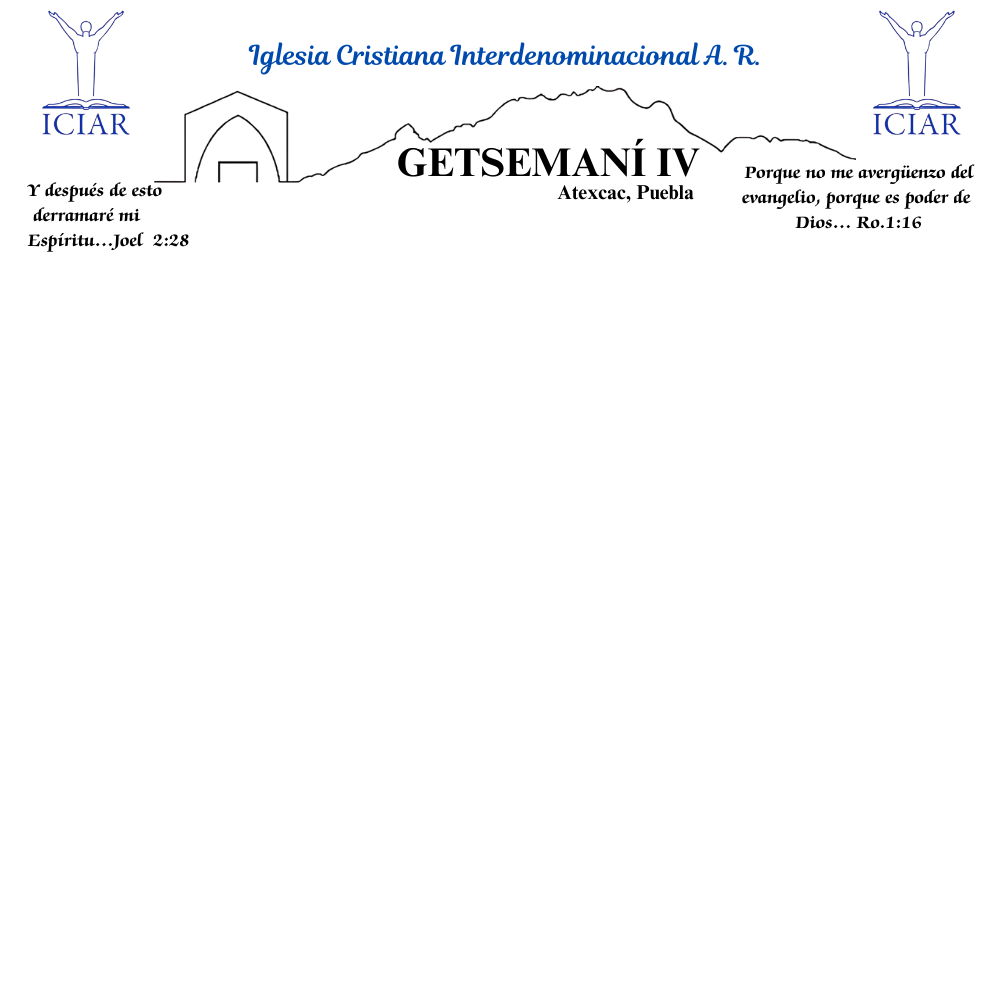 Iglesia Cristiana Interdenominacional A. R.
ICIAR
ICIAR
GETSEMANÍ IV
Atexcac, Puebla
Y después de esto
derramaré mi
Espíritu...Joel 2:28
Porque no me avergüenzo del
evangelio, porque es poder de
Dios... Ro.1:16